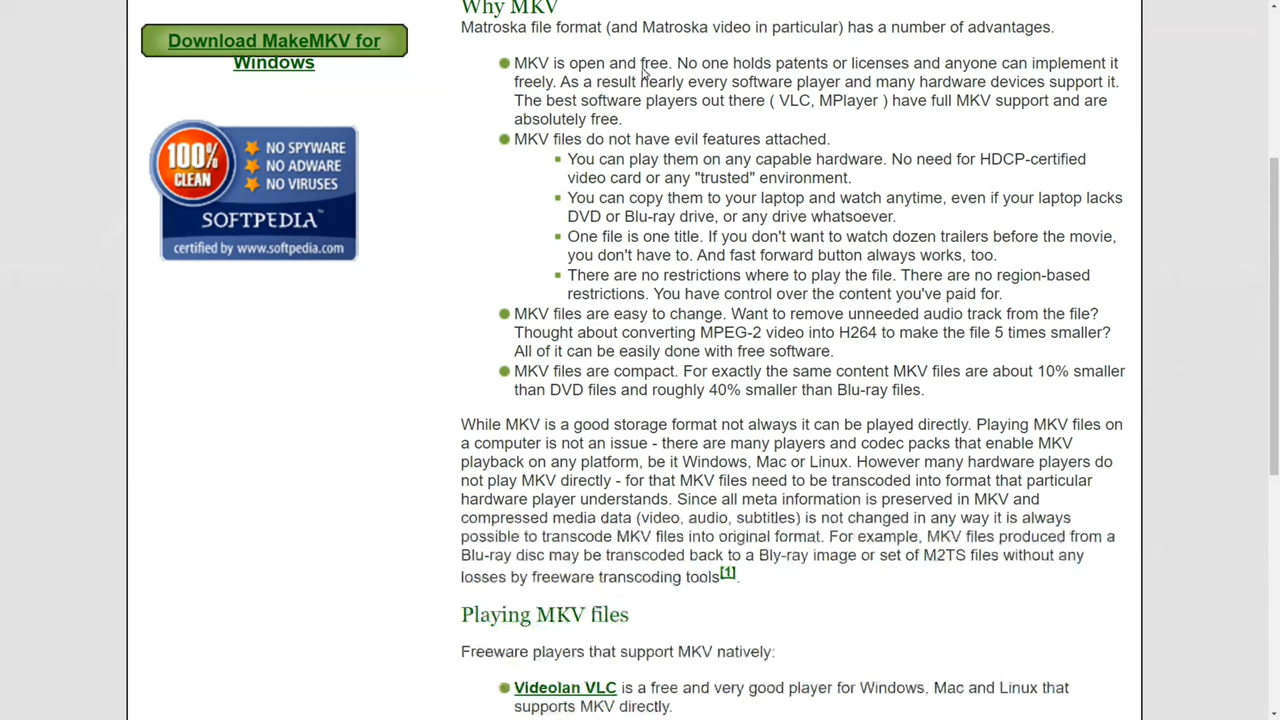 Why MKV
Download MakeMKV for
Windows
Matroska file format (and Matroska video in particular) has a number of advantages.
MKV is open and free. No one holds patents or licenses and anyone can implement it
freely. As a result nearly every software player and many hardware devices support it.
The best software players out there ( VLC, MPlayer ) have full MKV support and are
absolutely free.
100%
CLEAN
NO SPYWARE
NO ADWARE
NO VIRUSES
SOFTPEDIA™
certified by www.softpedia.com
MKV files do not have evil features attached.
You can play them on any capable hardware. No need for HDCP-certified
video card or any "trusted" environment.
You can copy them to your laptop and watch anytime, even if your laptop lacks
DVD or Blu-ray drive, or any drive whatsoever.
One file is one title. If you don't want to watch dozen trailers before the movie,
you don't have to. And fast forward button always works, too.
There are no restrictions where to play the file. There are no region-based
restrictions. You have control over the content you've paid for.
MKV files are easy to change. Want to remove unneeded audio track from the file?
Thought about converting MPEG-2 video into H264 to make the file 5 times smaller?
All of it can be easily done with free software.
MKV files are compact. For exactly the same content MKV files are about 10% smaller
than DVD files and roughly 40% smaller than Blu-ray files.
While MKV is a good storage format not always it can be played directly. Playing MKV files on
a computer is not an issue - there are many players and codec packs that enable MKV
playback on any platform, be it Windows, Mac or Linux. However many hardware players do
not play MKV directly - for that MKV files need to be transcoded into format that particular
hardware player understands. Since all meta information is preserved in MKV and
compressed media data (video, audio, subtitles) is not changed in any way it is always
possible to transcode MKV files into original format. For example, MKV files produced from a
Blu-ray disc may be transcoded back to a Bly-ray image or set of M2TS files without any
losses by freeware transcoding tools[1].
Playing MKV files
Freeware players that support MKV natively:
Videolan VLC is a free and very good player for Windows, Mac and Linux that
supports MKV directly.